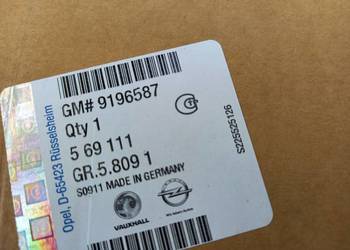 GM# 9196587
Qty 1
5 69 111
GR.5.809 1
S0911 MADE IN GERMANY
VAUXHALL
Opel, D-65423 Rüsselsheim
S225525126